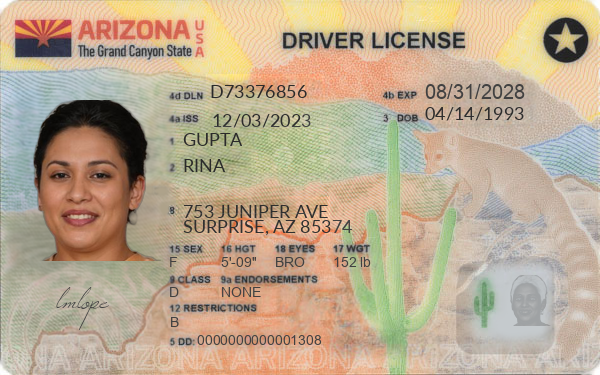 ARIZONA USA
The Grand Canyon State
DRIVER LICENSE
4d DLN D73376856
4b EXP 08/31/2028
4a ISS 12/03/2023
3 DOB 04/14/1993
1 GUPTA
2 RINA
8 753 JUNIPER AVE
SURPRISE, AZ 85374
15 SEX 16 HGT 18 EYES 17 WGT
F 5'-09" BRO 152 lb
9 CLASS 9a ENDORSEMENTS
D NONE
12 RESTRICTIONS
B
5 DD: 0000000000001308
lmlope
ONA ARIZONA ARIZONA ARIZONA ARIZONA ARIZ